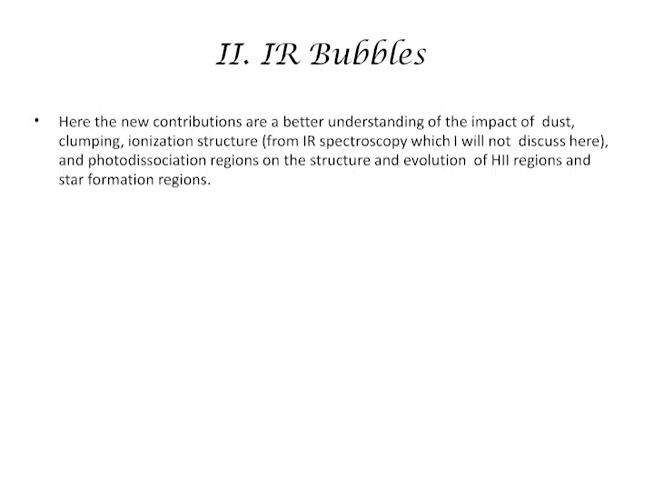 II. IR Bubbles
• Here the new contributions are a better understanding of the impact of dust,
clumping, ionization structure (from IR spectroscopy which I will not discuss here),
and photodissociation regions on the structure and evolution of HII regions and
star formation regions.